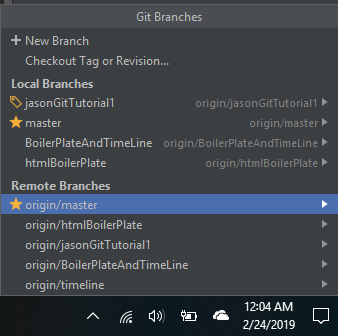 Git Branches
+ New Branch
Checkout Tag or Revision...
Local Branches
jasonGitTutorial1 origin/jasonGitTutorial1
master origin/master
BoilerPlateAndTimeLine origin/BoilerPlateAndTimeLine
htmlBoilerPlate origin/htmlBoilerPlate
Remote Branches
origin/master
origin/htmlBoilerPlate
origin/jasonGitTutorial1
origin/BoilerPlateAndTimeLine
origin/timeline
12:04 AM
2/24/2019